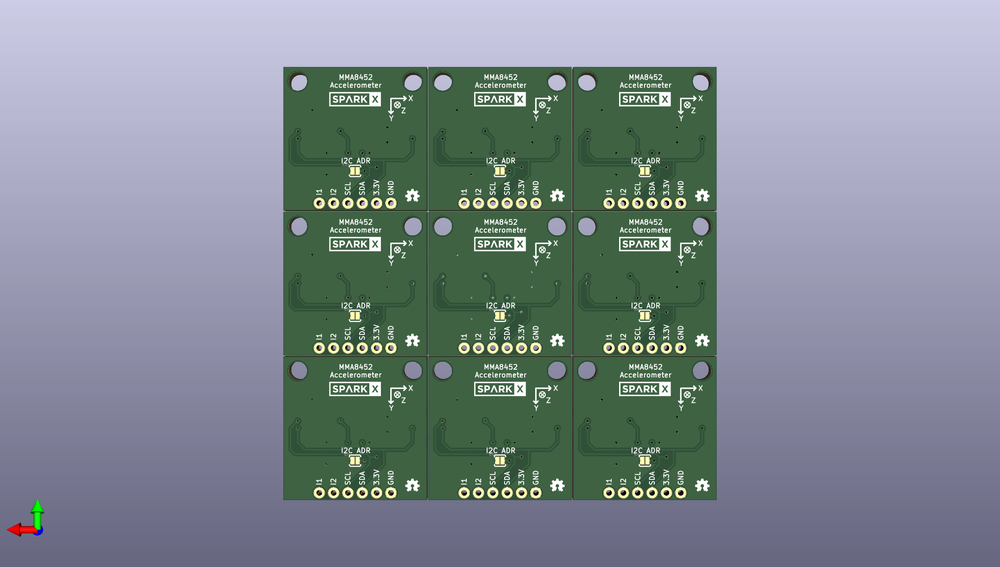 MMA8452 MMA8452 MMA8452
Accelerometer Accelerometer Accelerometer
SPARK X SPARK X SPARK X
X X X
Z Z Z
Y Y Y
I2C ADR I2C ADR I2C ADR
I1 I2 SCL SDA 3.3V GND I1 I2 SCL SDA 3.3V GND I1 I2 SCL SDA 3.3V GND
MMA8452 MMA8452 MMA8452
Accelerometer Accelerometer Accelerometer
SPARK X SPARK X SPARK X
X X X
Z Z Z
Y Y Y
I2C ADR I2C ADR I2C ADR
I1 I2 SCL SDA 3.3V GND I1 I2 SCL SDA 3.3V GND I1 I2 SCL SDA 3.3V GND
MMA8452 MMA8452 MMA8452
Accelerometer Accelerometer Accelerometer
SPARK X SPARK X SPARK X
X X X
Z Z Z
Y Y Y
I2C ADR I2C ADR I2C ADR
I1 I2 SCL SDA 3.3V GND I1 I2 SCL SDA 3.3V GND I1 I2 SCL SDA 3.3V GND